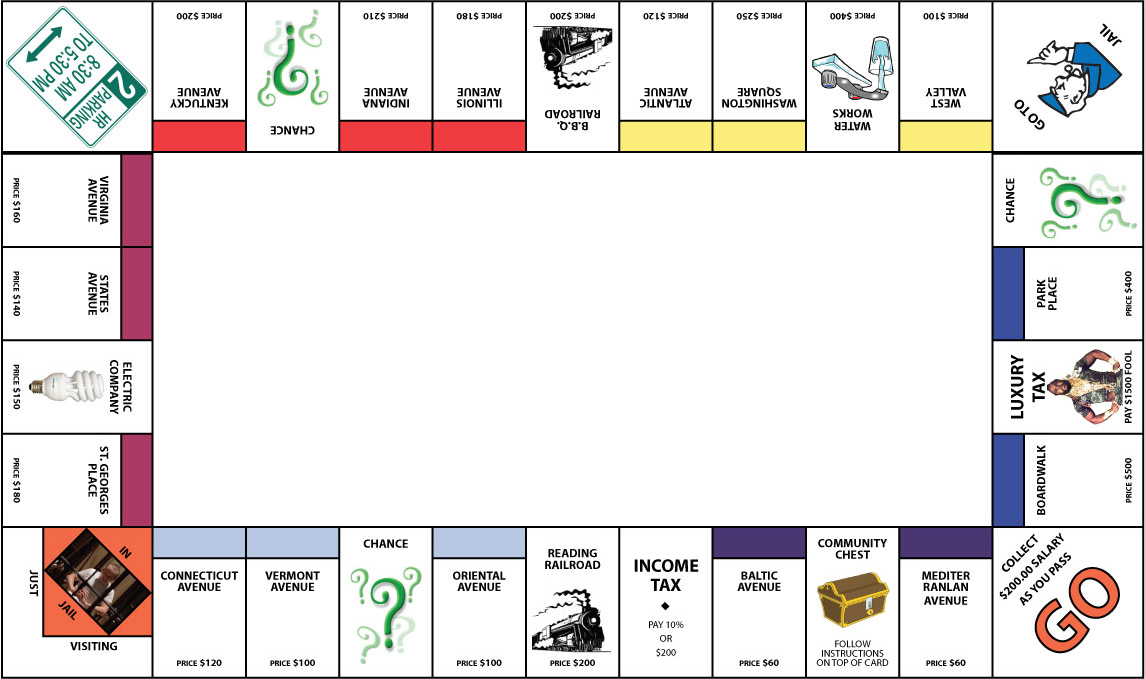 2
HR
PARKING
8:30 AM
TO 5:30 PM
KENTUCKY
AVENUE
PRICE $200
CHANCE
INDIANA
AVENUE
PRICE $210
ILLINOIS
AVENUE
PRICE $180
B.B.Q.
RAILROAD
PRICE $200
ATLANTIC
AVENUE
PRICE $120
WASHINGTON
SQUARE
PRICE $250
WATER
WORKS
PRICE $400
WEST
VALLEY
PRICE $100
GO TO
JAIL
VIRGINIA
AVENUE
PRICE $160
CHANCE
STATES
AVENUE
PRICE $140
PARK
PLACE
PRICE $400
ELECTRIC
COMPANY
PRICE $150
LUXURY
TAX
PAY $1500 FOOL
ST. GEORGES
PLACE
PRICE $180
BOARDWALK
PRICE $500
IN
JAIL
JUST
VISITING
CONNECTICUT
AVENUE
PRICE $120
VERMONT
AVENUE
PRICE $100
CHANCE
ORIENTAL
AVENUE
PRICE $100
READING
RAILROAD
PRICE $200
INCOME
TAX
PAY 10%
OR
$200
BALTIC
AVENUE
PRICE $60
COMMUNITY
CHEST
FOLLOW
INSTRUCTIONS
ON TOP OF CARD
MEDITER
RANLAN
AVENUE
PRICE $60
COLLECT
$200.00 SALARY
AS YOU PASS
GO